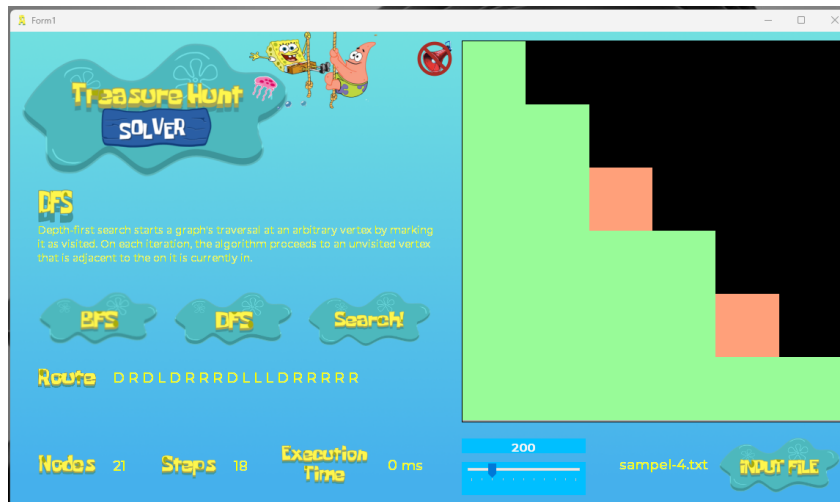 Form1
Treasure Hunt
SOLVER
DFS
Depth-first search starts a graph's traversal at an arbitrary vertex by marking
it as visited. On each iteration, the algorithm proceeds to an unvisited vertex
that is adjacent to the on it is currently in.
BFS DFS Search!
Route D R D L D R R R D L L L D R R R R R
Nodes 21 Steps 18 Execution Time 0 ms
200
sampel-4.txt INPUT FILE